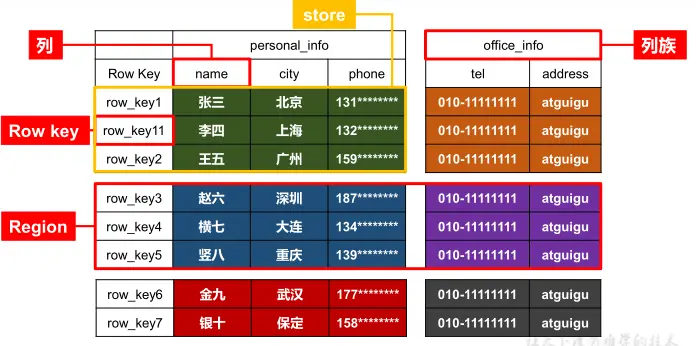 store
列
personal_info
office_info
列族
Row Key name city phone tel address
row_key1 张三 北京 131******** 010-11111111 atguigu
Row key
row_key11 李四 上海 132******** 010-11111111 atguigu
row_key2 王五 广州 159******** 010-11111111 atguigu
row_key3 赵六 深圳 187******** 010-11111111 atguigu
Region
row_key4 横七 大连 134******** 010-11111111 atguigu
row_key5 竖八 重庆 139******** 010-11111111 atguigu
row_key6 金九 武汉 177******** 010-11111111 atguigu
row_key7 银十 保定 158******** 010-11111111 atguigu